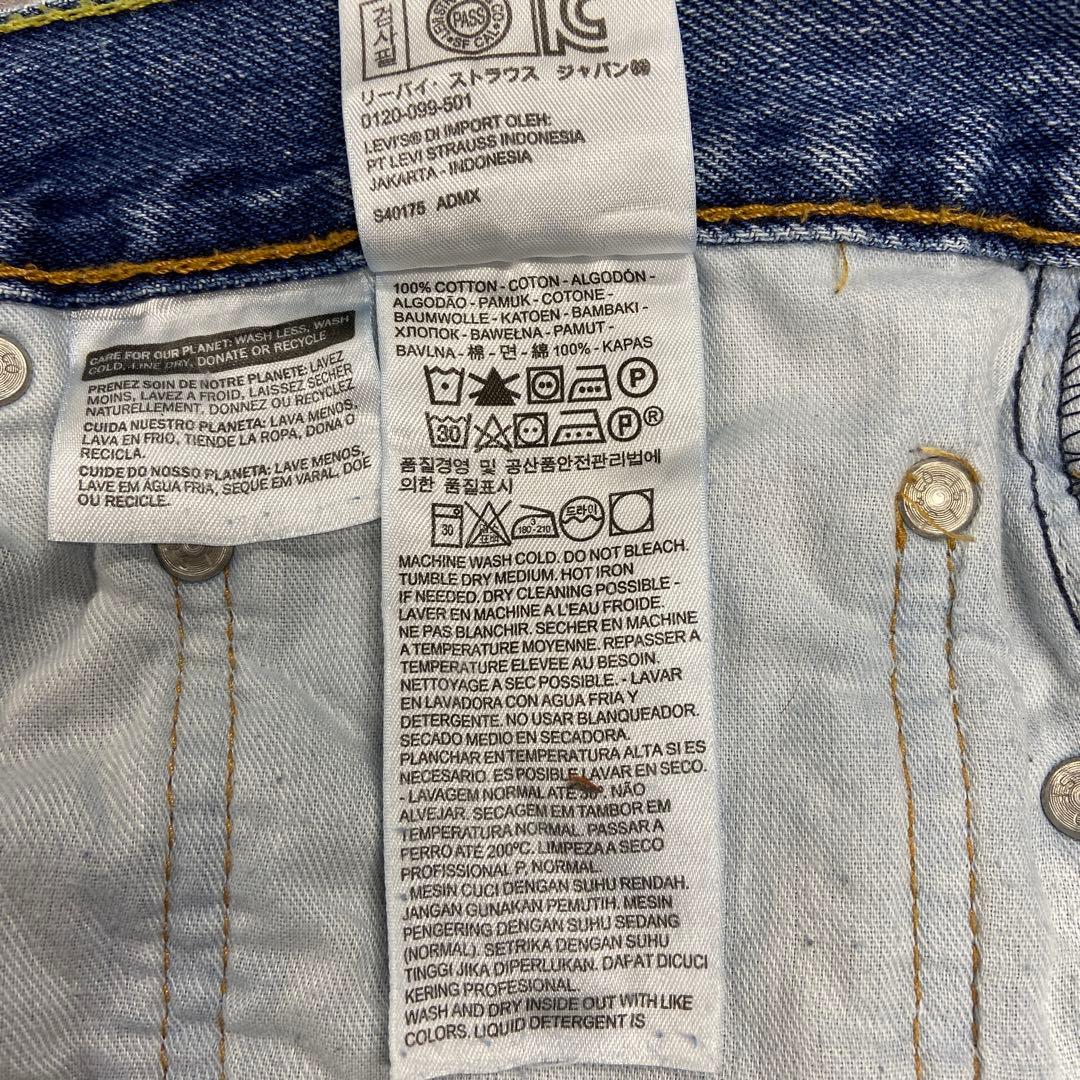 검사필
PASS
SF CAL
CO
リーバイ・ストラウス ジャパン㈱
0120-099-501
LEVI'S® DI IMPORT OLEH:
PT LEVI STRAUSS INDONESIA
JAKARTA - INDONESIA
S40175 ADMX
CARE FOR OUR PLANET: WASH LESS, WASH
COLD, LINE DRY, DONATE OR RECYCLE
PRENEZ SOIN DE NOTRE PLANETE: LAVEZ
MOINS, LAVEZ A FROID, LAISSEZ SECHER
NATURELLEMENT, DONNEZ OU RECYCLEZ
CUIDA NUESTRO PLANETA: LAVA MENOS,
LAVA EN FRIO, TIENDE LA ROPA, DONA O
RECICLA.
CUIDE DO NOSSO PLANETA: LAVE MENOS,
LAVE EM ÁGUA FRIA, SEQUE EM VARAL, DOE
OU RECICLE.
100% COTTON - COTON - ALGODÓN -
ALGODÃO - PAMUK - COTONE -
BAUMWOLLE - KATOEN - BAMBAKI -
ХЛОПОК - BAWEŁNA - PAMUT -
BAVLNA - 棉 - 면 - 綿 100% - KAPAS
P
30 P®
품질경영 및 공산품안전관리법에
의한 품질표시
30 180-210 드라이
MACHINE WASH COLD. DO NOT BLEACH.
TUMBLE DRY MEDIUM. HOT IRON
IF NEEDED. DRY CLEANING POSSIBLE -
LAVER EN MACHINE A L'EAU FROIDE.
NE PAS BLANCHIR. SECHER EN MACHINE
A TEMPERATURE MOYENNE. REPASSER A
TEMPERATURE ELEVEE AU BESOIN.
NETTOYAGE A SEC POSSIBLE. - LAVAR
EN LAVADORA CON AGUA FRIA Y
DETERGENTE. NO USAR BLANQUEADOR.
SECADO MEDIO EN SECADORA.
PLANCHAR EN TEMPERATURA ALTA SI ES
NECESARIO. ES POSIBLE LAVAR EN SECO.
- LAVAGEM NORMAL ATÉ 30º. NÃO
ALVEJAR. SECAGEM EM TAMBOR EM
TEMPERATURA NORMAL. PASSAR A
FERRO ATÉ 200ºC. LIMPEZA A SECO
PROFISSIONAL P, NORMAL
- MESIN CUCI DENGAN SUHU RENDAH.
JANGAN GUNAKAN PEMUTIH. MESIN
PENGERING DENGAN SUHU SEDANG
(NORMAL). SETRIKA DENGAN SUHU
TINGGI JIKA DIPERLUKAN. DAPAT DICUCI
KERING PROFESIONAL.
WASH AND DRY INSIDE OUT WITH LIKE
COLORS. LIQUID DETERGENT IS